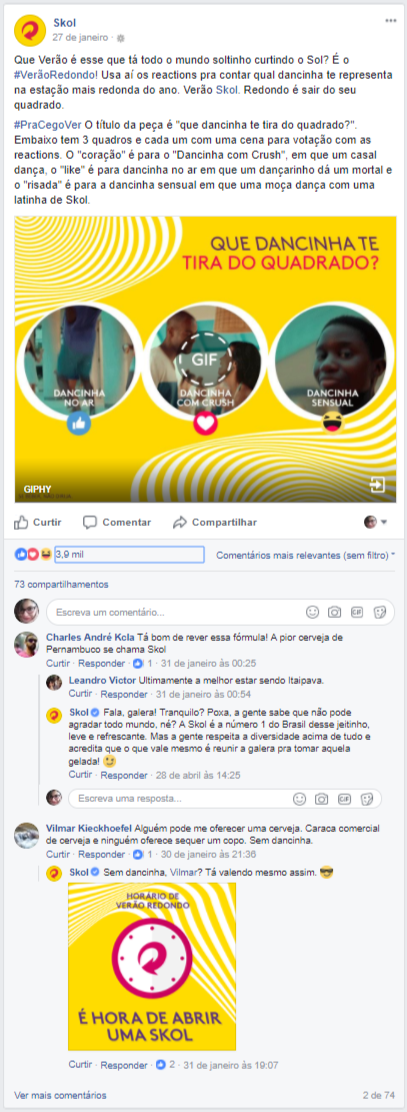 Skol
27 de janeiro ·
Que Verão é esse que tá todo o mundo soltinho curtindo o Sol? É o
#VerãoRedondo! Usa aí os reactions pra contar qual dancinha te representa
na estação mais redonda do ano. Verão Skol. Redondo é sair do seu
quadrado.
#PraCegoVer O título da peça é "que dancinha te tira do quadrado?".
Embaixo tem 3 quadros e cada um com uma cena para votação com as
reactions. O "coração" é para o "Dancinha com Crush", em que um casal
dança, o "like" é para dancinha no ar em que um dançarinho dá um mortal e
o "risada" é para a dancinha sensual em que uma moça dança com uma
latinha de Skol.
QUE DANCINHA TE
TIRA DO QUADRADO?
GIF
DANCINHA
NO AR
DANCINHA
COM CRUSH
DANCINHA
SENSUAL
GIPHY
Curtir Comentar Compartilhar
3,9 mil Comentários mais relevantes (sem filtro)
73 compartilhamentos
Escreva um comentário...
GIF
Charles André Kcla Tá bom de rever essa fórmula! A pior cerveja de
Pernambuco se chama Skol
Curtir · Responder · 1 · 31 de janeiro às 00:25
Leandro Victor Ultimamente a melhor estar sendo Itaipava.
Curtir · Responder · 31 de janeiro às 00:54
Skol Fala, galera! Tranquilo? Poxa, a gente sabe que não pode
agradar todo mundo, né? A Skol é a número 1 do Brasil desse jeitinho,
leve e refrescante. Mas a gente respeita a diversidade acima de tudo e
acredita que o que vale mesmo é reunir a galera pra tomar aquela
gelada!
Curtir · Responder · 28 de abril às 14:25
Escreva uma resposta...
GIF
Vilmar Kieckhoefel Alguém pode me oferecer uma cerveja. Caraca comercial
de cerveja e ninguém oferece sequer um copo. Sem dancinha.
Curtir · Responder · 1 · 30 de janeiro às 21:36
Skol Sem dancinha, Vilmar? Tá valendo mesmo assim.
HORÁRIO DE
VERÃO REDONDO
É HORA DE ABRIR
UMA SKOL
Curtir · Responder · 2 · 31 de janeiro às 19:07
Ver mais comentários 2 de 74